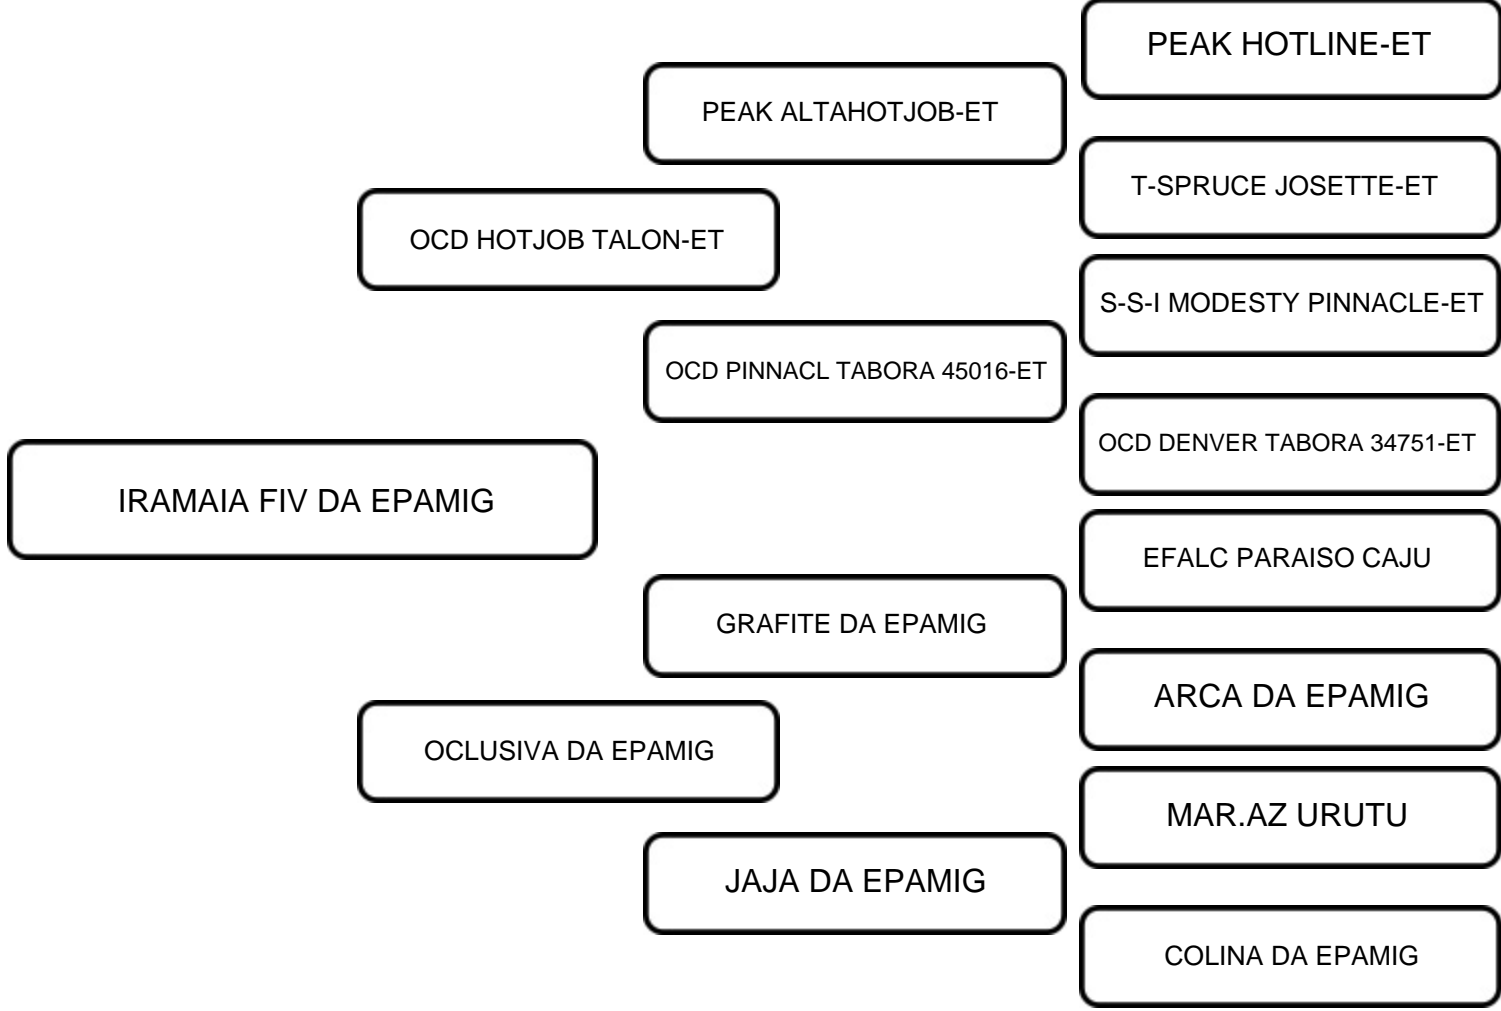 PEAK HOTLINE-ET
PEAK ALTAHOTJOB-ET
T-SPRUCE JOSETTE-ET
OCD HOTJOB TALON-ET
S-S-I MODESTY PINNACLE-ET
OCD PINNACL TABORA 45016-ET
OCD DENVER TABORA 34751-ET
IRAMAIA FIV DA EPAMIG
EFALC PARAISO CAJU
GRAFITE DA EPAMIG
ARCA DA EPAMIG
OCLUSIVA DA EPAMIG
MAR.AZ URUTU
JAJA DA EPAMIG
COLINA DA EPAMIG